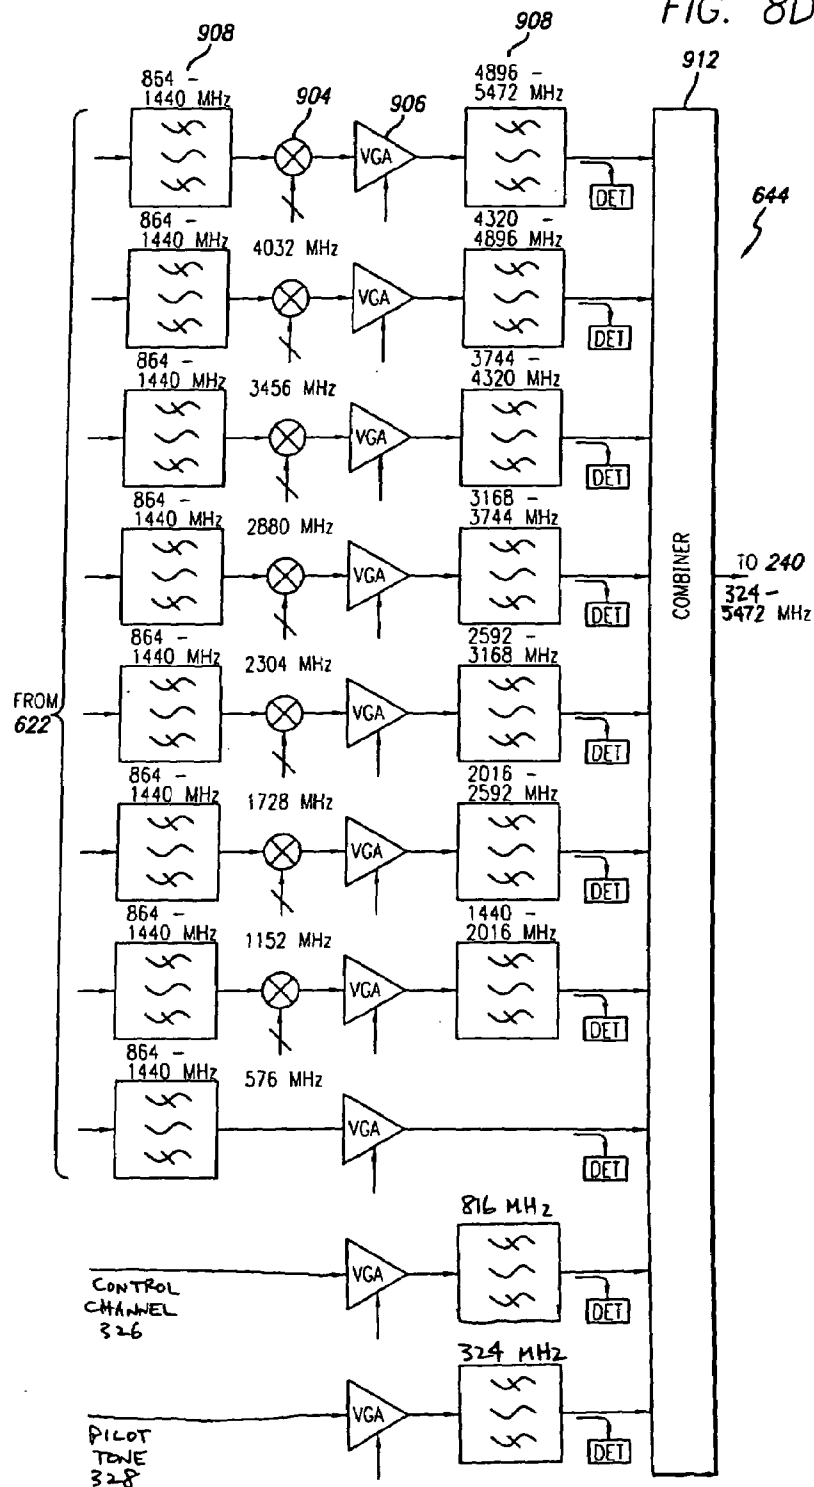 FIG. 8D
908
908
912
864 -
1440 MHz
904
906
4896 -
5472 MHz
VGA
DET
644
864 -
1440 MHz
4032 MHz
4320 -
4896 MHz
VGA
DET
864 -
1440 MHz
3456 MHz
3744 -
4320 MHz
VGA
DET
864 -
1440 MHz
2880 MHz
3168 -
3744 MHz
VGA
DET
COMBINER
TO 240
324 -
5472 MHz
864 -
1440 MHz
2304 MHz
2592 -
3168 MHz
VGA
DET
FROM
622
864 -
1440 MHz
1728 MHz
2016 -
2592 MHz
VGA
DET
864 -
1440 MHz
1152 MHz
1440 -
2016 MHz
VGA
DET
864 -
1440 MHz
576 MHz
VGA
DET
816 MHz
VGA
DET
CONTROL
CHANNEL
326
324 MHz
VGA
DET
PILOT
TONE
328